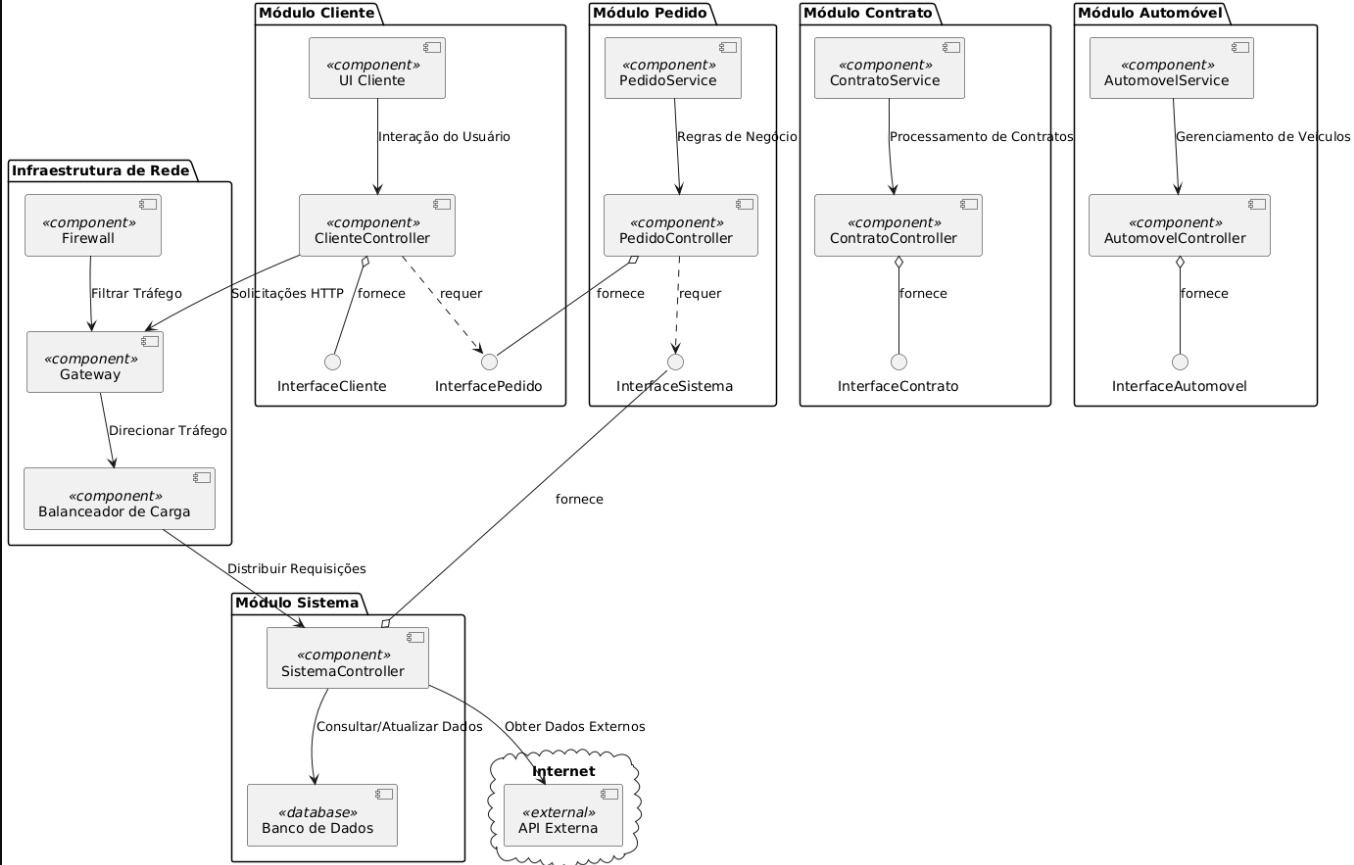 Módulo Cliente
Módulo Pedido
Módulo Contrato
Módulo Automóvel
«component»
UI Cliente
«component»
PedidoService
«component»
ContratoService
«component»
AutomovelService
Interação do Usuário
Regras de Negócio
Processamento de Contratos
Gerenciamento de Veículos
Infraestrutura de Rede
«component»
Firewall
«component»
ClienteController
«component»
PedidoController
«component»
ContratoController
«component»
AutomovelController
Filtrar Tráfego
Solicitações HTTP
fornece
requer
fornece
requer
fornece
fornece
«component»
Gateway
InterfaceCliente
InterfacePedido
InterfaceSistema
InterfaceContrato
InterfaceAutomovel
Direcionar Tráfego
«component»
Balanceador de Carga
fornece
Distribuir Requisições
Módulo Sistema
«component»
SistemaController
Consultar/Atualizar Dados
Obter Dados Externos
Internet
«database»
Banco de Dados
«external»
API Externa